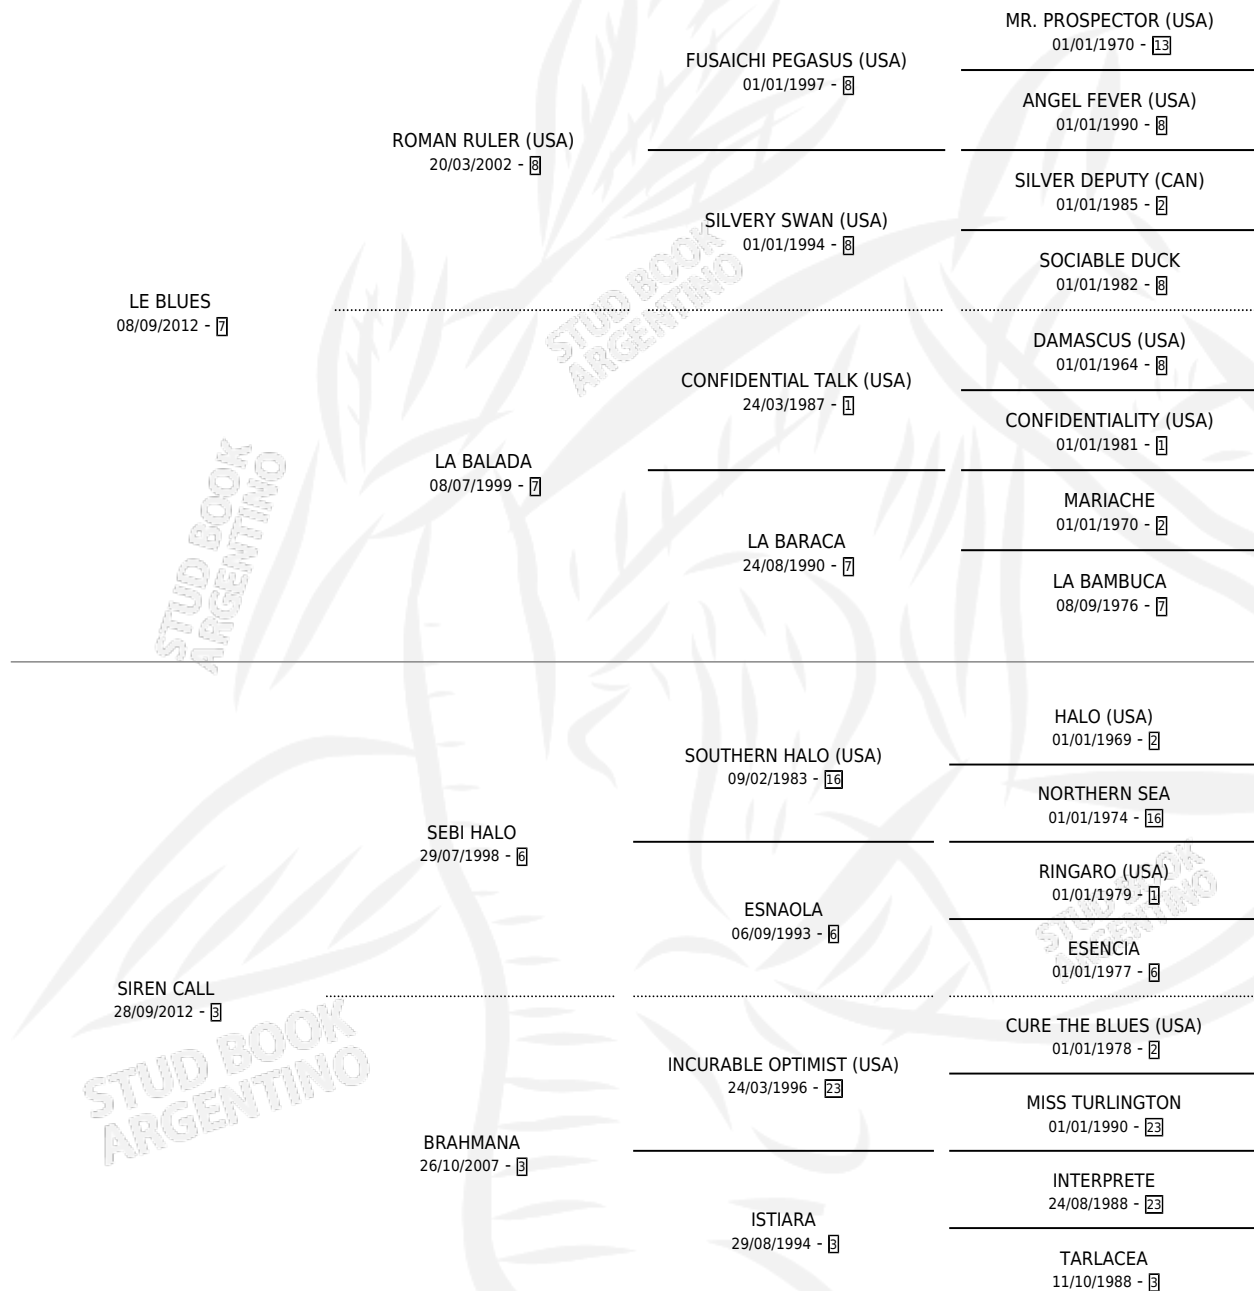 MR. PROSPECTOR (USA)
01/01/1970 - 13
FUSAICHI PEGASUS (USA)
01/01/1997 - 8
ANGEL FEVER (USA)
01/01/1990 - 8
ROMAN RULER (USA)
20/03/2002 - 8
SILVER DEPUTY (CAN)
01/01/1985 - 2
SILVERY SWAN (USA)
01/01/1994 - 8
SOCIABLE DUCK
01/01/1982 - 8
STUD BOOK
ARGENTINO
LE BLUES
08/09/2012 - 7
DAMASCUS (USA)
01/01/1964 - 8
CONFIDENTIAL TALK (USA)
24/03/1987 - 1
CONFIDENTIALITY (USA)
01/01/1981 - 1
LA BALADA
08/07/1999 - 7
MARIACHE
01/01/1970 - 2
LA BARACA
24/08/1990 - 7
LA BAMBUCA
08/09/1976 - 7
STUD BOOK
ARGENTINO
HALO (USA)
01/01/1969 - 2
SOUTHERN HALO (USA)
09/02/1983 - 16
NORTHERN SEA
01/01/1974 - 16
SEBI HALO
29/07/1998 - 6
RINGARO (USA)
01/01/1979 - 1
ESNAOLA
06/09/1993 - 6
ESENCIA
01/01/1977 - 6
STUD BOOK
ARGENTINO
SIREN CALL
28/09/2012 - 3
CURE THE BLUES (USA)
01/01/1978 - 2
INCURABLE OPTIMIST (USA)
24/03/1996 - 23
MISS TURLINGTON
01/01/1990 - 23
BRAHMANA
26/10/2007 - 3
INTERPRETE
24/08/1988 - 23
ISTIARA
29/08/1994 - 3
TARLACEA
11/10/1988 - 3
STUD BOOK
ARGENTINO